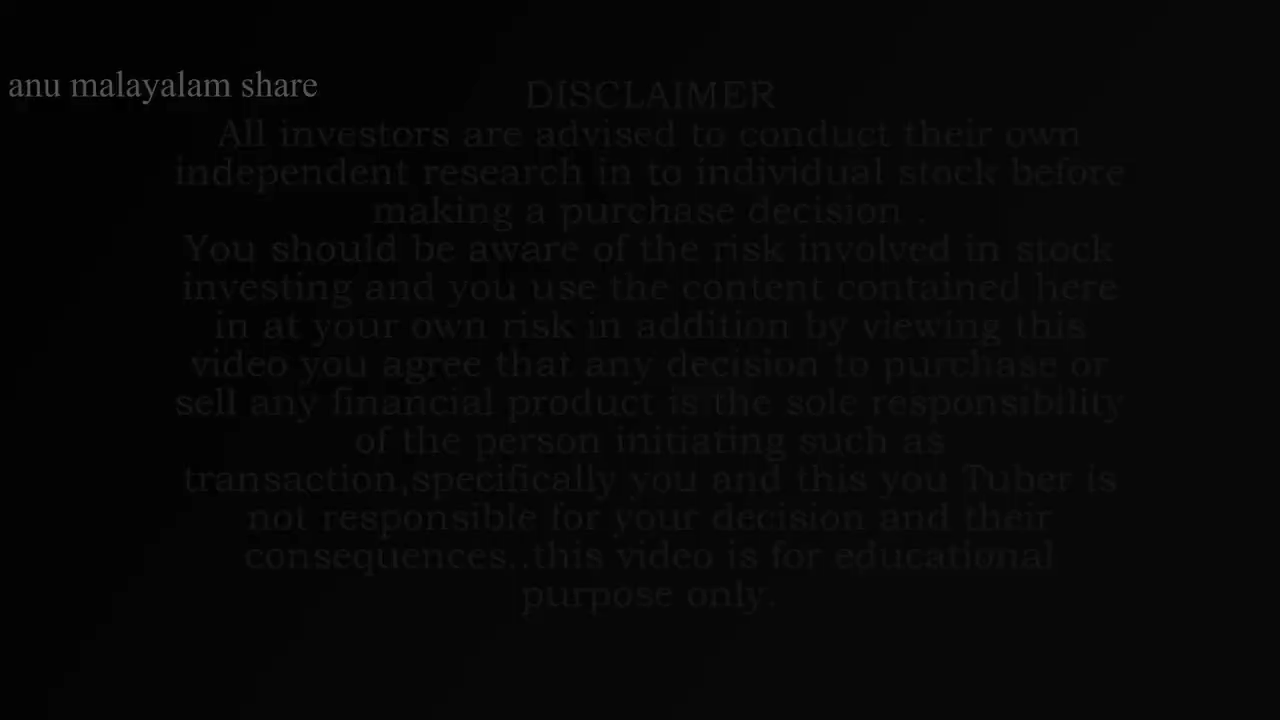 anu malayalam share
DISCLAIMER
All investors are advised to conduct their own
independent research in to individual stock before
making a purchase decision .
You should be aware of the risk involved in stock
investing and you use the content contained here
in at your own risk in addition by viewing this
video you agree that any decision to purchase or
sell any financial product is the sole responsibility
of the person initiating such as
transaction,specifically you and this you Tuber is
not responsible for your decision and their
consequences..this video is for educational
purpose only.